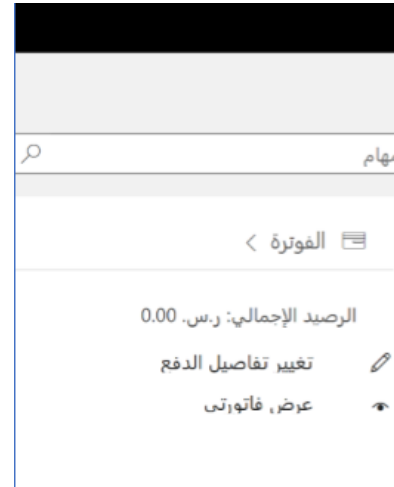 الفوترة >
الرصيد الإجمالي: ر.س. 0.00
تغيير تفاصيل الدفع
عرض فاتورتي